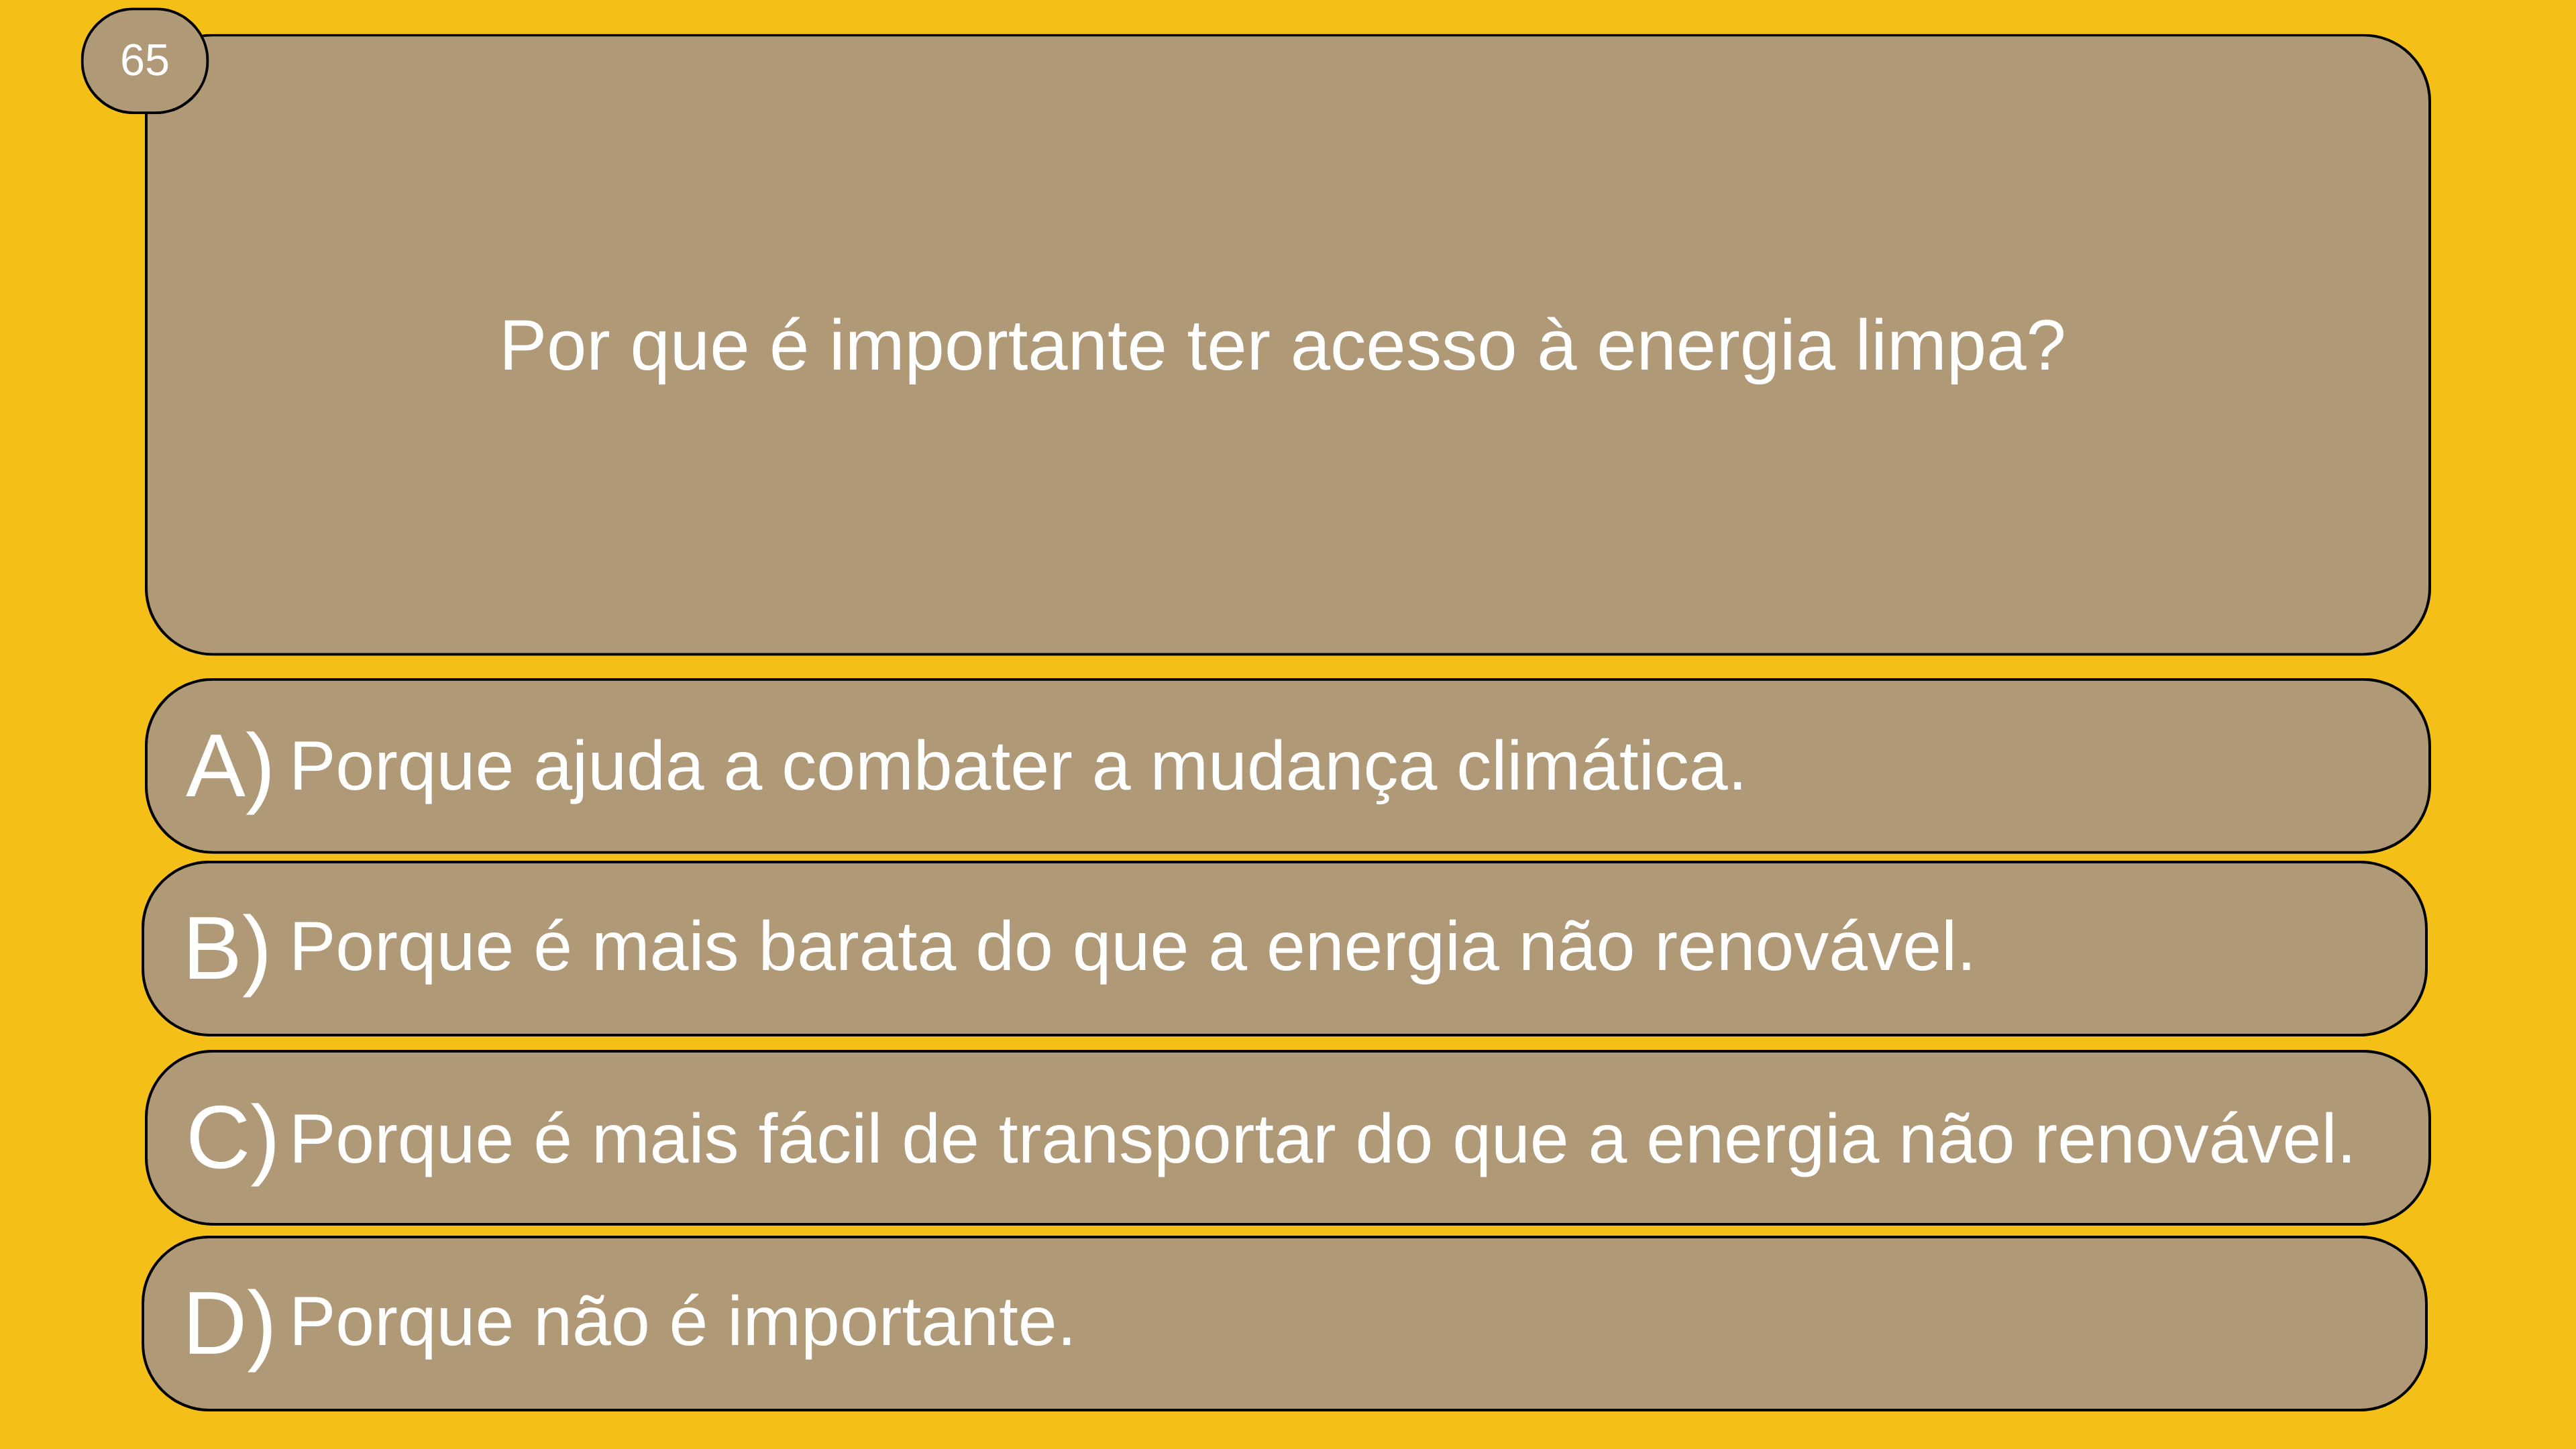 65
Por que é importante ter acesso à energia limpa?
A) Porque ajuda a combater a mudança climática.
B) Porque é mais barata do que a energia não renovável.
C) Porque é mais fácil de transportar do que a energia não renovável.
D) Porque não é importante.